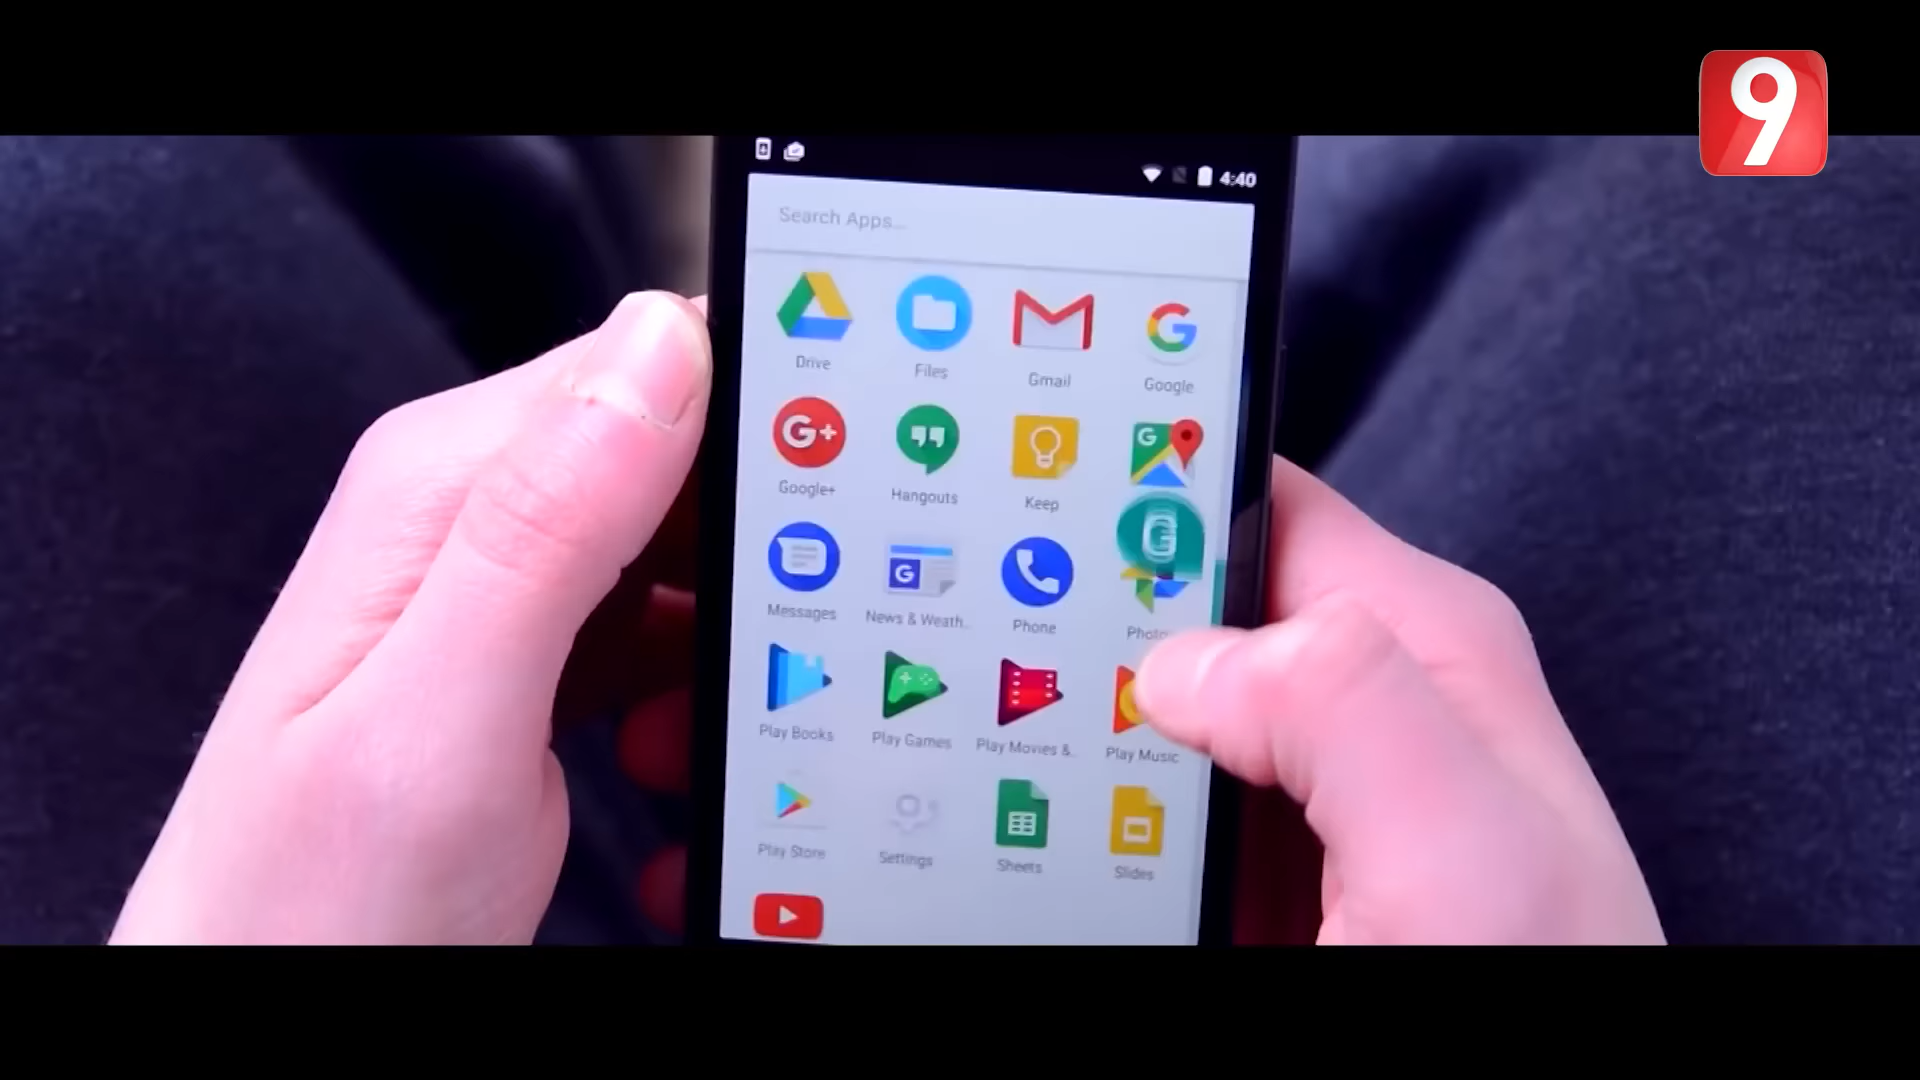 9
4:40
Search Apps...
Drive
Files
Gmail
Google
G+
G
Google+
Hangouts
Keep
G
G
Messages
News & Weath..
Phone
Photo
Play Books
Play Games
Play Movies &..
Play Music
Play Store
Settings
Sheets
Slides